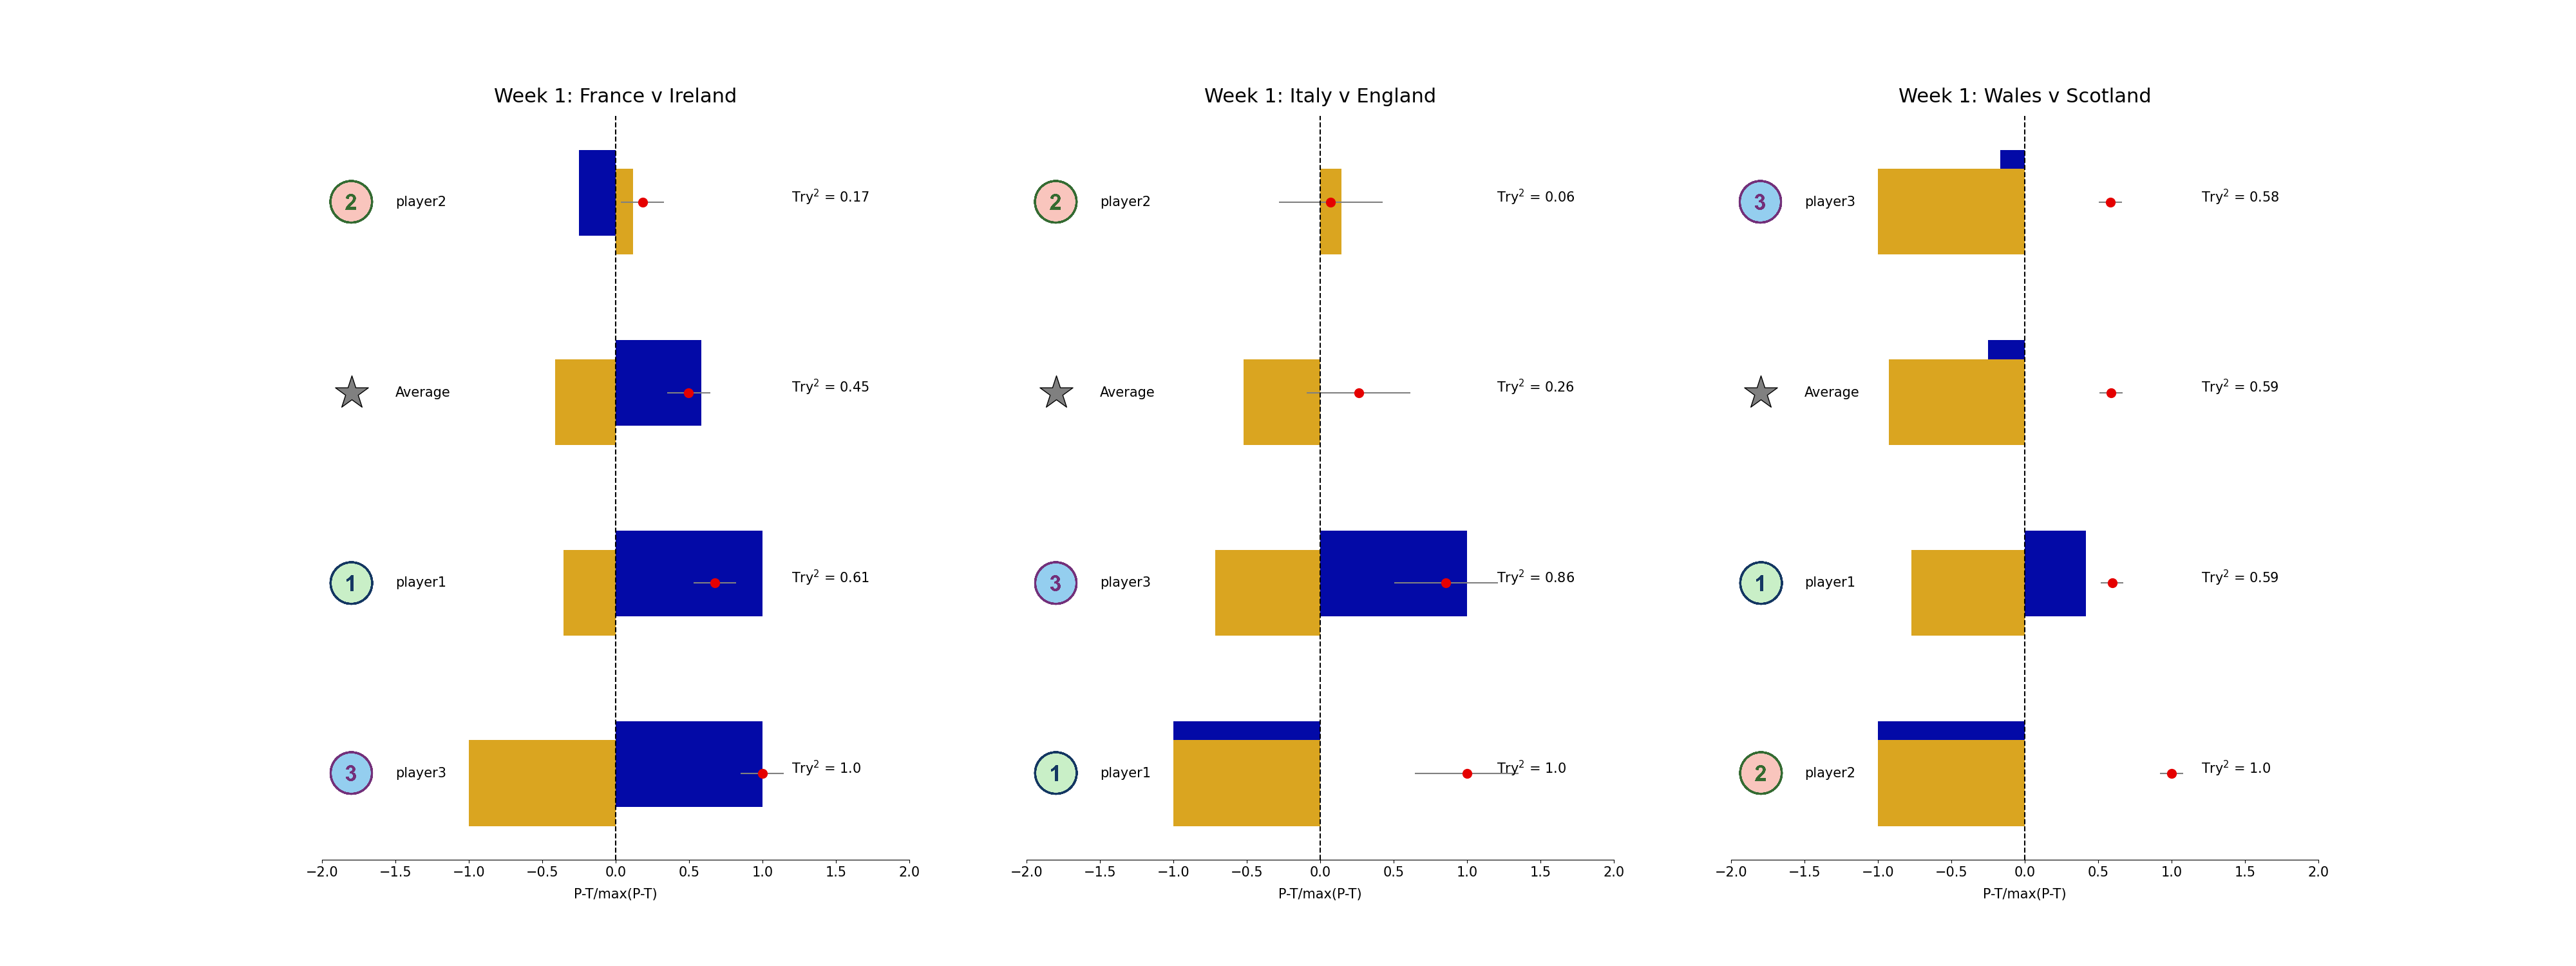 Week 1: France v Ireland
2 player2 Try² = 0.17
Average Try² = 0.45
1 player1 Try² = 0.61
3 player3 Try² = 1.0
−2.0 −1.5 −1.0 −0.5 0.0 0.5 1.0 1.5 2.0
P-T/max(P-T)
Week 1: Italy v England
2 player2 Try² = 0.06
Average Try² = 0.26
3 player3 Try² = 0.86
1 player1 Try² = 1.0
−2.0 −1.5 −1.0 −0.5 0.0 0.5 1.0 1.5 2.0
P-T/max(P-T)
Week 1: Wales v Scotland
3 player3 Try² = 0.58
Average Try² = 0.59
1 player1 Try² = 0.59
2 player2 Try² = 1.0
−2.0 −1.5 −1.0 −0.5 0.0 0.5 1.0 1.5 2.0
P-T/max(P-T)